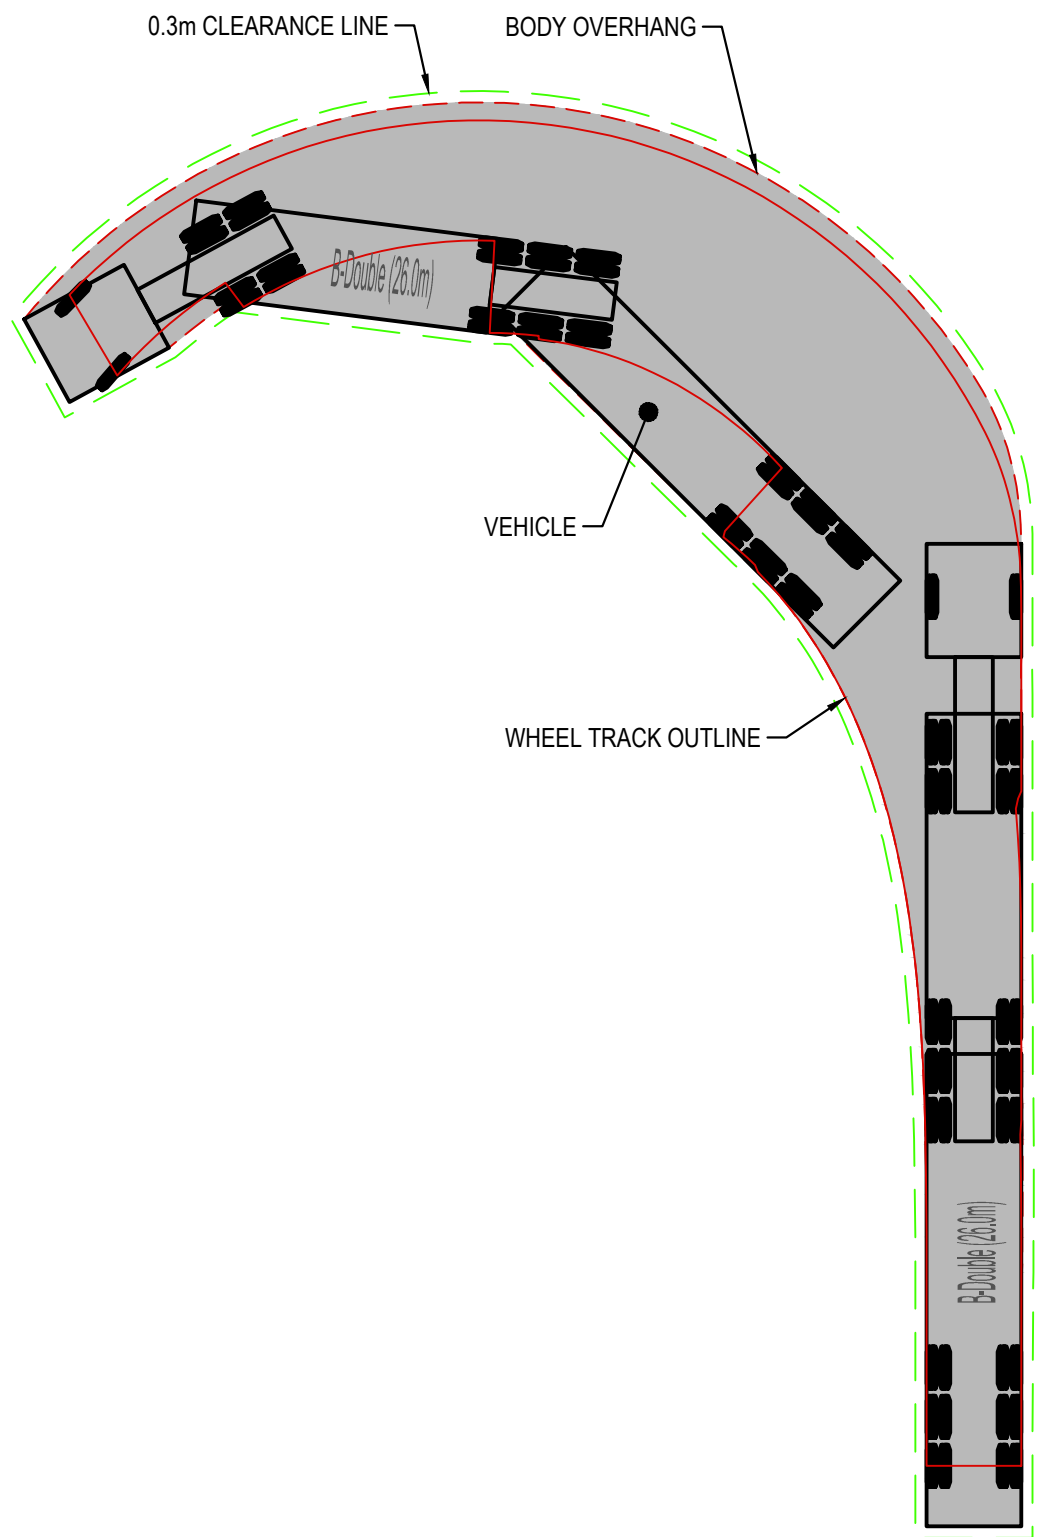 0.3m CLEARANCE LINE
BODY OVERHANG
B-Double (26.0m)
VEHICLE
WHEEL TRACK OUTLINE
B-Double (26.0m)